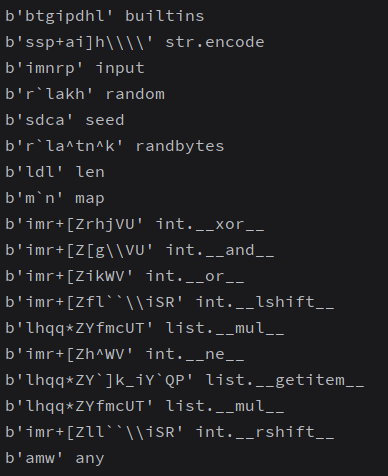 b'btgipdhl' builtins
b'ssp+ai]h\\\\' str.encode
b'imnrp' input
b'r`lakh' random
b'sdca' seed
b'r`la^tn^k' randbytes
b'ldl' len
b'm`n' map
b'imr+[ZrhjVU' int.__xor__
b'imr+[Z[g\\VU' int.__and__
b'imr+[ZikWV' int.__or__
b'imr+[Zfl``\\iSR' int.__lshift__
b'lhqq*ZYfmcUT' list.__mul__
b'imr+[Zh^WV' int.__ne__
b'lhqq*ZY`]k_iY`QP' list.__getitem__
b'lhqq*ZYfmcUT' list.__mul__
b'imr+[Zll``\\iSR' int.__rshift__
b'amw' any